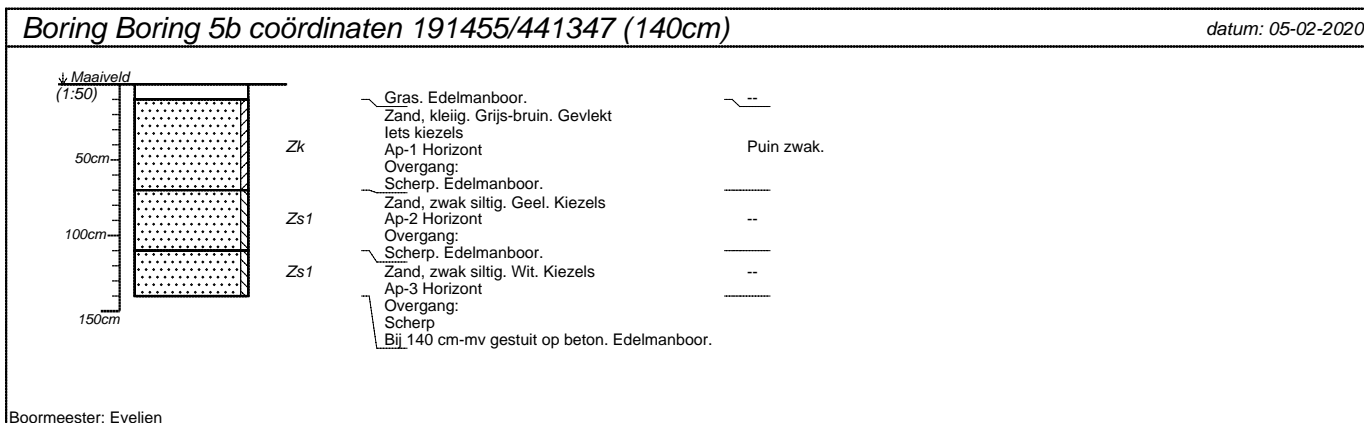 Boring Boring 5b coördinaten 191455/441347 (140cm)
datum: 05-02-2020
Maaiveld
(1:50)
50cm
100cm
150cm
Zk
Zs1
Zs1
Gras. Edelmanboor.
Zand, kleiig. Grijs-bruin. Gevlekt
Iets kiezels
Ap-1 Horizont
Overgang:
Scherp. Edelmanboor.
Zand, zwak siltig. Geel. Kiezels
Ap-2 Horizont
Overgang:
Scherp. Edelmanboor.
Zand, zwak siltig. Wit. Kiezels
Ap-3 Horizont
Overgang:
Scherp
Bij 140 cm-mv gestuit op beton. Edelmanboor.
--
Puin zwak.
--
--
Boormeester: Evelien